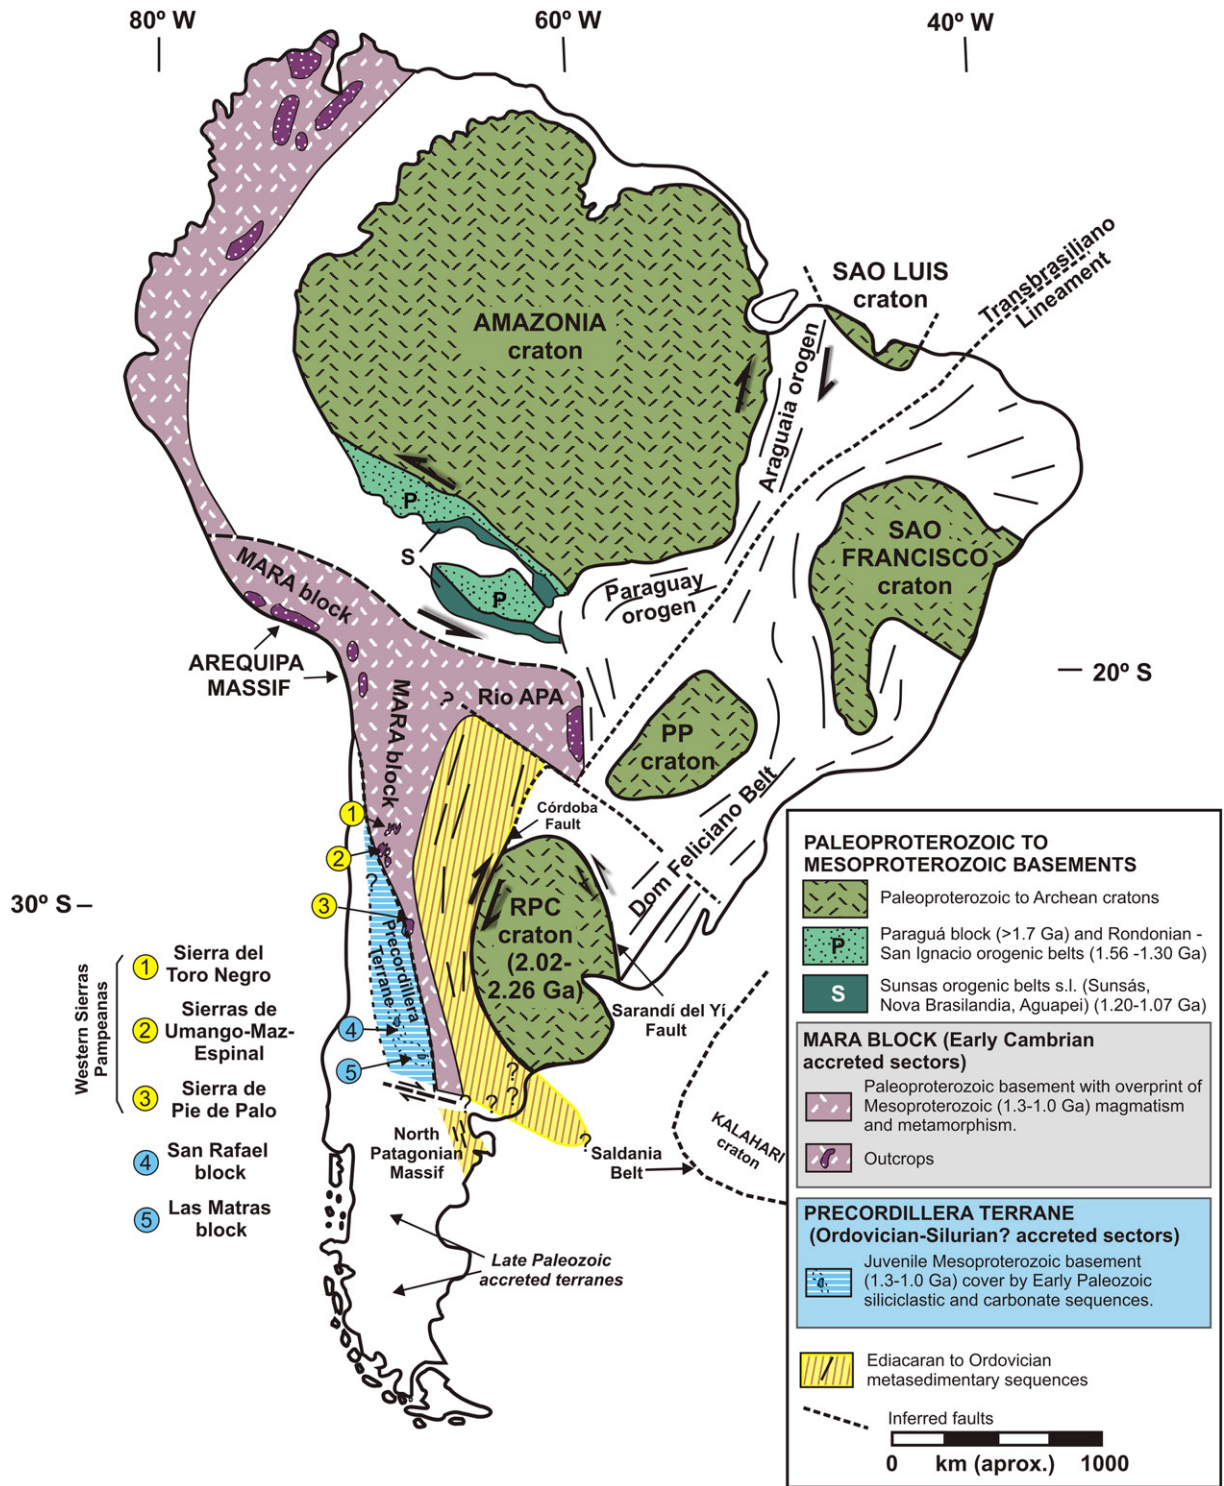 80º W
60º W
40º W
Transbrasiliano
Lineament
SAO LUIS
craton
AMAZONIA
craton
Araguaia orogen
P
S
P
SAO
FRANCISCO
craton
Paraguay
orogen
MARA block
AREQUIPA
MASSIF
20º S
MARA block
?
Rio APA
PP
craton
Córdoba
Fault
Dom Feliciano Belt
1
2
3
?
Precordillera
Terrane
4
5
30º S
RPC
craton
(2.02-
2.26 Ga)
Sarandí del Yí
Fault
?
?
?
?
?
North
Patagonian
Massif
Saldania
Belt
KALAHARI
craton
Late Paleozoic
accreted terranes
Western Sierras
Pampeanas
1 Sierra del
Toro Negro
2 Sierras de
Umango-Maz-
Espinal
3 Sierra de
Pie de Palo
4 San Rafael
block
5 Las Matras
block
PALEOPROTEROZOIC TO
MESOPROTEROZOIC BASEMENTS
Paleoproterozoic to Archean cratons
P Paraguá block (>1.7 Ga) and Rondonian -
San Ignacio orogenic belts (1.56 -1.30 Ga)
S Sunsas orogenic belts s.l. (Sunsás,
Nova Brasilandia, Aguapei) (1.20-1.07 Ga)
MARA BLOCK (Early Cambrian
accreted sectors)
Paleoproterozoic basement with overprint of
Mesoproterozoic (1.3-1.0 Ga) magmatism
and metamorphism.
Outcrops
PRECORDILLERA TERRANE
(Ordovician-Silurian? accreted sectors)
Juvenile Mesoproterozoic basement
(1.3-1.0 Ga) cover by Early Paleozoic
siliciclastic and carbonate sequences.
Ediacaran to Ordovician
metasedimentary sequences
Inferred faults
0 km (aprox.) 1000